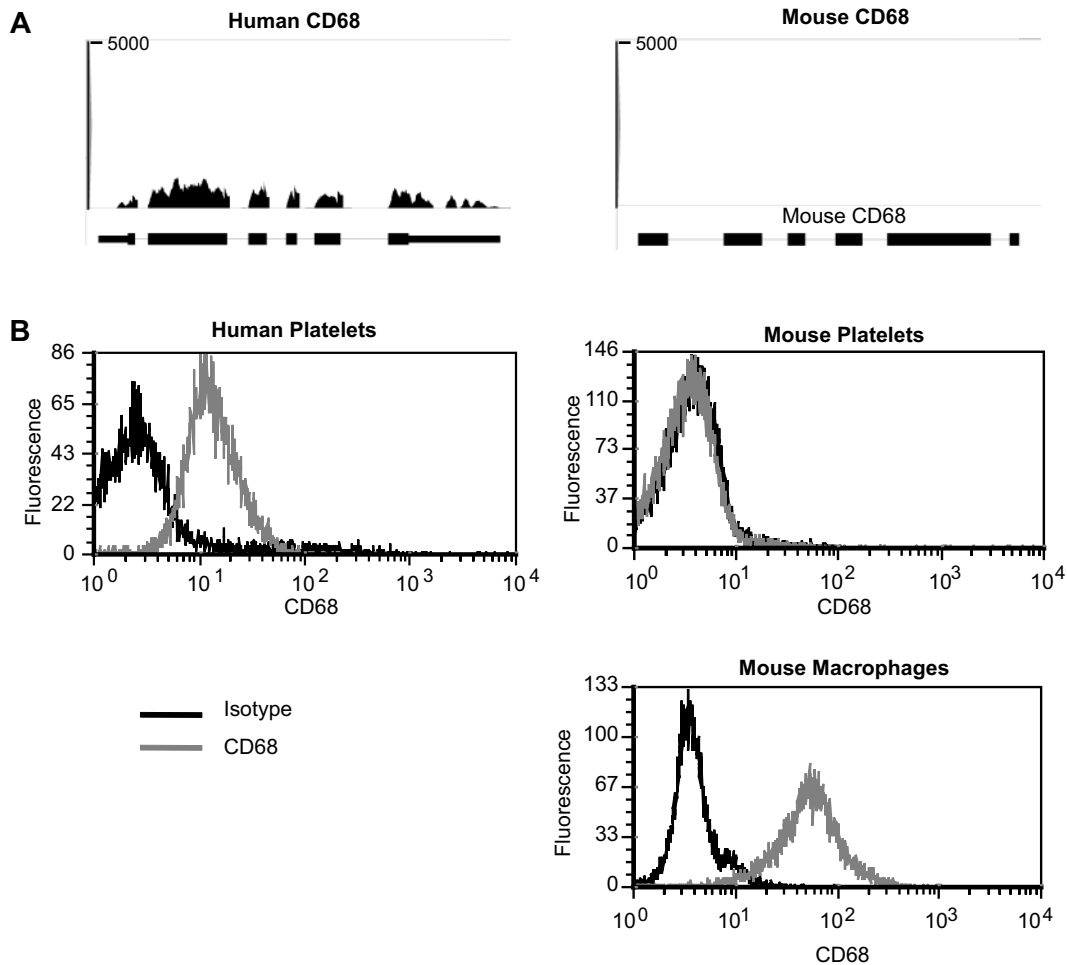 A
Human CD68
Mouse CD68
5000
5000
Mouse CD68
B
Human Platelets
Mouse Platelets
86
65
43
22
0
Fluorescence
10^0 10^1 10^2 10^3 10^4
CD68
146
110
73
37
0
Fluorescence
10^0 10^1 10^2 10^3 10^4
CD68
Isotype
CD68
Mouse Macrophages
133
100
67
33
0
Fluorescence
10^0 10^1 10^2 10^3 10^4
CD68